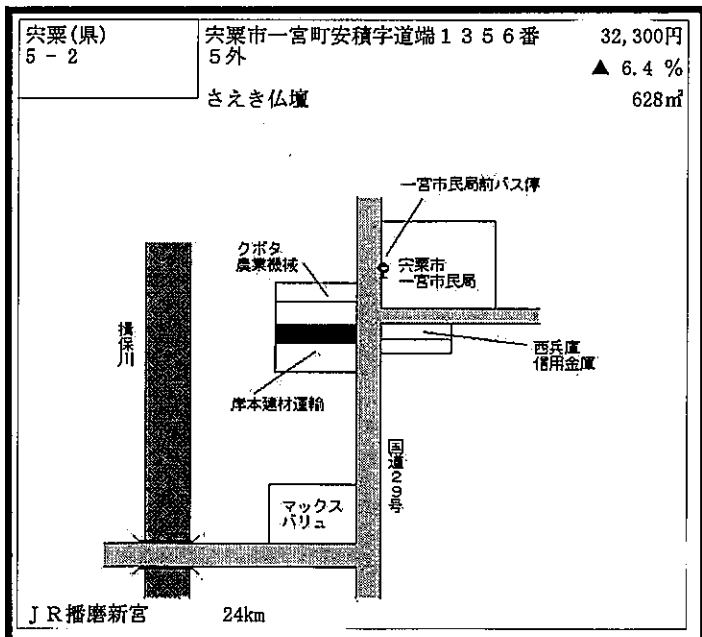 宍粟(県)
5－2
宍粟市一宮町安積字道端１３５６番
５外
32,300円
▲ 6.4 %
さえき仏壇
628㎡
一宮市民局前バス停
クボタ
農業機械
宍粟市
一宮市民局
揖保川
西兵庫
信用金庫
岸本建材運輸
国道２９号
マックス
バリュ
ＪＲ播磨新宮
24km